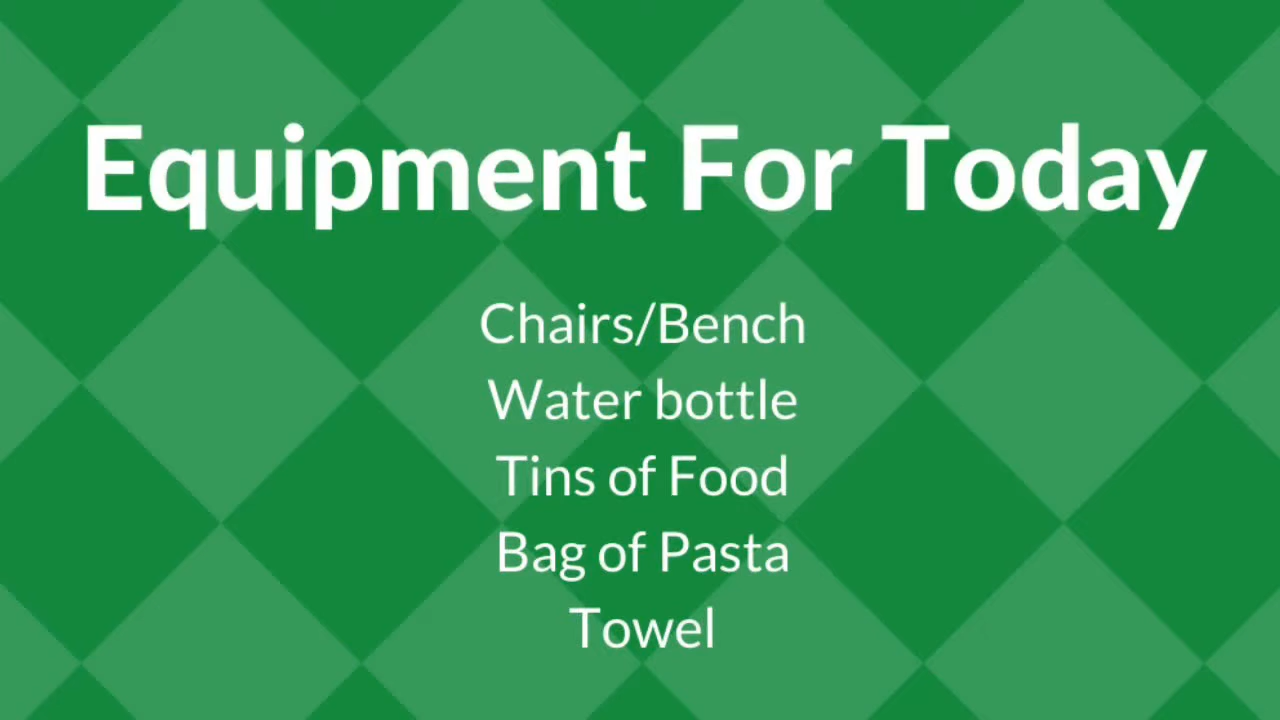 Equipment For Today
Chairs/Bench
Water bottle
Tins of Food
Bag of Pasta
Towel